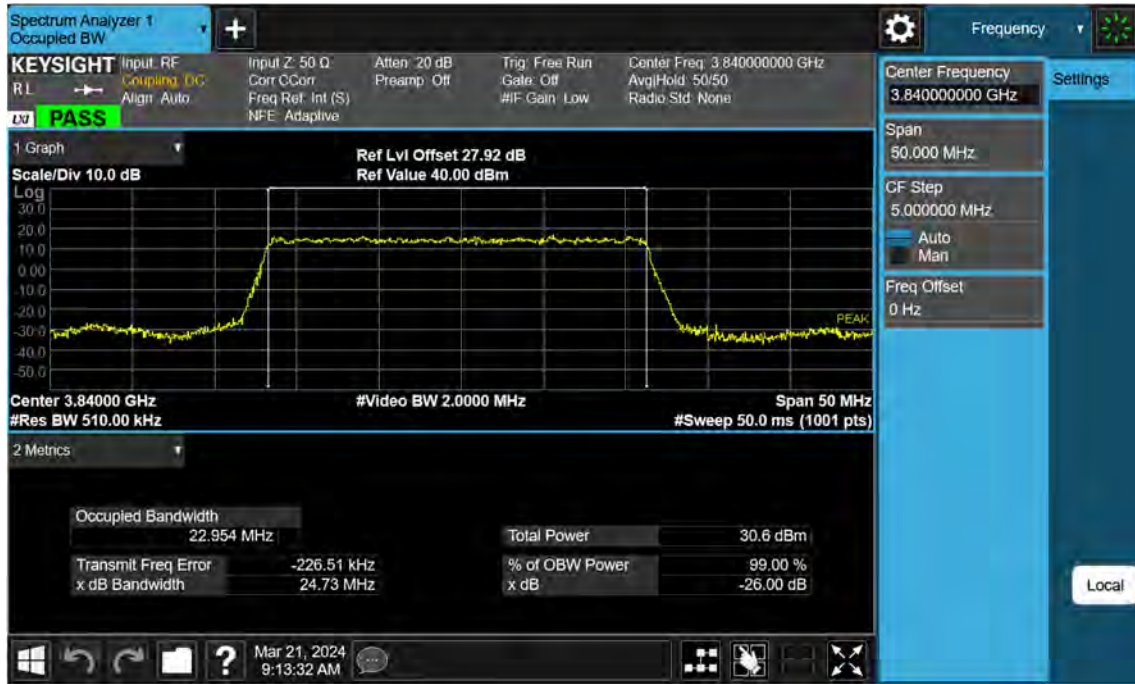 Spectrum Analyzer 1
Occupied BW
+
Frequency
KEYSIGHT
RL
LXI
PASS
Input: RF
Coupling: DC
Align: Auto
Input Z: 50 Ω
Corr CCorr
Freq Ref: Int (S)
NFE: Adaptive
Atten: 20 dB
Preamp: Off
Trig: Free Run
Gate: Off
#IF Gain: Low
Center Freq: 3.840000000 GHz
Avg|Hold: 50/50
Radio Std: None
Center Frequency
3.840000000 GHz
Settings
Span
50.000 MHz
CF Step
5.000000 MHz
Auto
Man
Freq Offset
0 Hz
Local
1 Graph
Scale/Div 10.0 dB
Ref Lvl Offset 27.92 dB
Ref Value 40.00 dBm
Log
30.0
20.0
10.0
0.00
-10.0
-20.0
-30.0
-40.0
-50.0
PEAK
Center 3.84000 GHz
#Video BW 2.0000 MHz
Span 50 MHz
#Res BW 510.00 kHz
#Sweep 50.0 ms (1001 pts)
2 Metrics
Occupied Bandwidth
22.954 MHz
Total Power 30.6 dBm
Transmit Freq Error -226.51 kHz
% of OBW Power 99.00 %
x dB Bandwidth 24.73 MHz
x dB -26.00 dB
?
Mar 21, 2024
9:13:32 AM